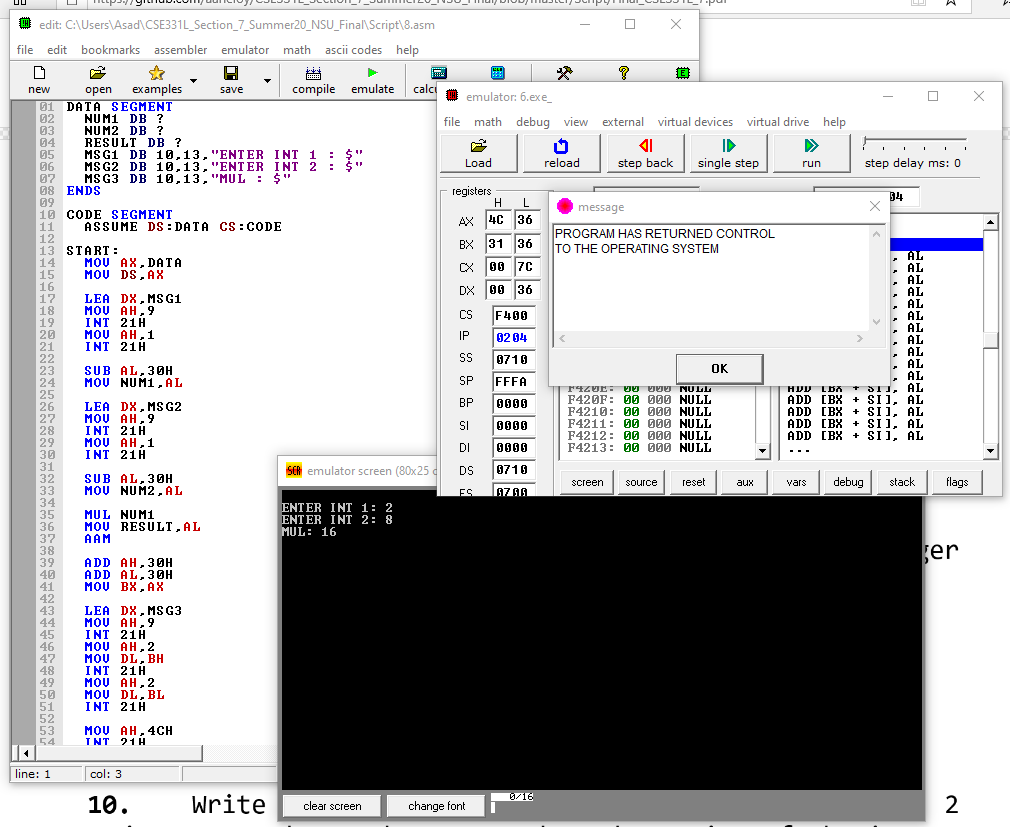 https://github.com/aaneloy/CSE331L_Section_7_Summer20_NSU_Final/blob/master/Script/Final_CSE331L_7.pdf
edit: C:\Users\Asad\CSE331L_Section_7_Summer20_NSU_Final\Script\8.asm
file edit bookmarks assembler emulator math ascii codes help
new open examples save compile emulate
01 DATA SEGMENT
02 NUM1 DB ?
03 NUM2 DB ?
04 RESULT DB ?
05 MSG1 DB 10,13,"ENTER INT 1 : $"
06 MSG2 DB 10,13,"ENTER INT 2 : $"
07 MSG3 DB 10,13,"MUL : $"
08 ENDS
09
10 CODE SEGMENT
11 ASSUME DS:DATA CS:CODE
12
13 START:
14 MOV AX,DATA
15 MOV DS,AX
16
17 LEA DX,MSG1
18 MOV AH,9
19 INT 21H
20 MOV AH,1
21 INT 21H
22
23 SUB AL,30H
24 MOV NUM1,AL
25
26 LEA DX,MSG2
27 MOV AH,9
28 INT 21H
29 MOV AH,1
30 INT 21H
31
32 SUB AL,30H
33 MOV NUM2,AL
34
35 MUL NUM1
36 MOV RESULT,AL
37 AAM
38
39 ADD AH,30H
40 ADD AL,30H
41 MOV BX,AX
42
43 LEA DX,MSG3
44 MOV AH,9
45 INT 21H
46 MOV AH,2
47 MOV DL,BH
48 INT 21H
49 MOV AH,2
50 MOV DL,BL
51 INT 21H
52
53 MOV AH,4CH
54 INT 21H
line: 1 col: 3
emulator: 6.exe_
file math debug view external virtual devices virtual drive help
Load reload step back single step run step delay ms: 0
registers
H L
AX 4C 36
BX 31 36
CX 00 7C
DX 00 36
CS F400
IP 0204
SS 0710
SP FFFA
BP 0000
SI 0000
DI 0000
DS 0710
ES 0700
04
, AL
, AL
, AL
, AL
, AL
, AL
, AL
, AL
, AL
, AL
, AL
F420E: 00 000 NULL ADD [BX + SI], AL
F420F: 00 000 NULL ADD [BX + SI], AL
F4210: 00 000 NULL ADD [BX + SI], AL
F4211: 00 000 NULL ADD [BX + SI], AL
F4212: 00 000 NULL ADD [BX + SI], AL
F4213: 00 000 NULL ...
screen source reset aux vars debug stack flags
message
PROGRAM HAS RETURNED CONTROL
TO THE OPERATING SYSTEM
OK
emulator screen (80x25
ENTER INT 1: 2
ENTER INT 2: 8
MUL: 16
clear screen change font 0/16
ger
10. Write 2